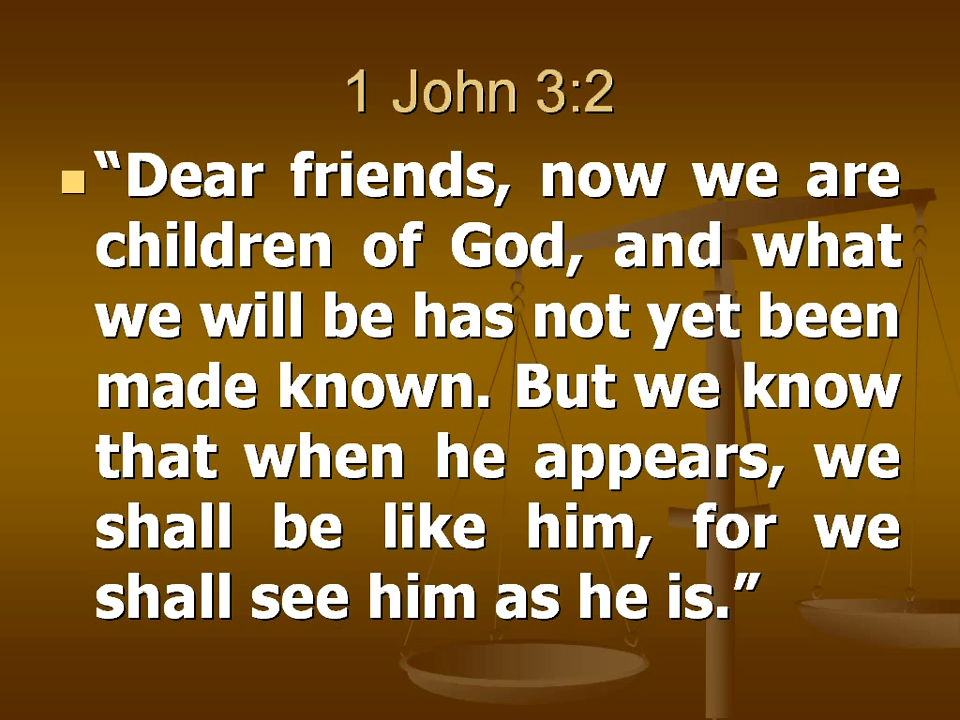 1 John 3:2
“Dear friends, now we are
children of God, and what
we will be has not yet been
made known. But we know
that when he appears, we
shall be like him, for we
shall see him as he is.”